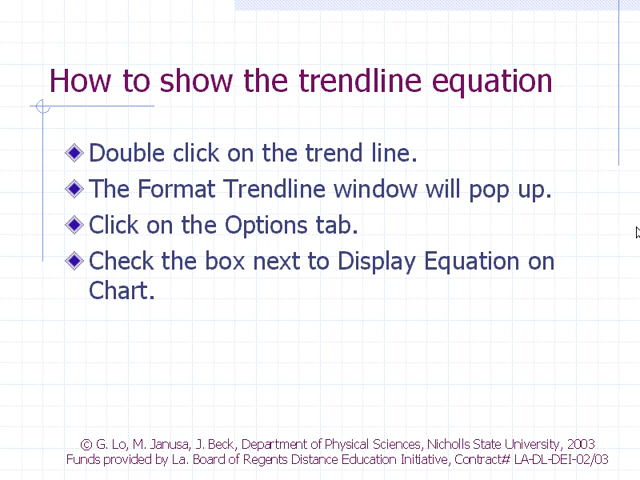 How to show the trendline equation
Double click on the trend line.
The Format Trendline window will pop up.
Click on the Options tab.
Check the box next to Display Equation on
Chart.
© G. Lo, M. Janusa, J. Beck, Department of Physical Sciences, Nicholls State University, 2003
Funds provided by La. Board of Regents Distance Education Initiative, Contract# LA-DL-DEI-02/03